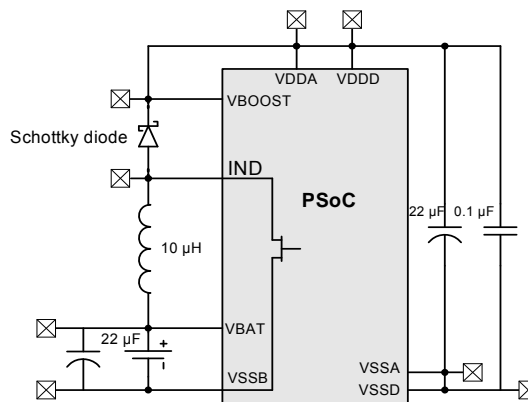 VDDA VDDD
VBOOST
Schottky diode
IND
PSoC
22 µF 0.1 µF
10 µH
VBAT
22 µF
+
VSSA
VSSB
VSSD